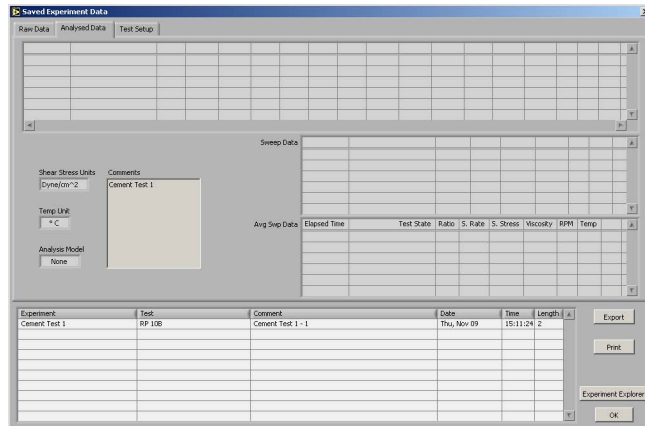 Saved Experiment Data
Raw Data Analysed Data Test Setup
Sweep Data
Shear Stress Units Comments
Dyne/cm^2 Cement Test 1
Temp Unit
° C
Avg Swp Data Elapsed Time Test State Ratio S. Rate S. Stress Viscosity RPM Temp
Analysis Model
None
Experiment Test Comment Date Time Length
Cement Test 1 RP 10B Cement Test 1 - 1 Thu, Nov 09 15:11:24 2
Export
Print
Experiment Explorer
OK